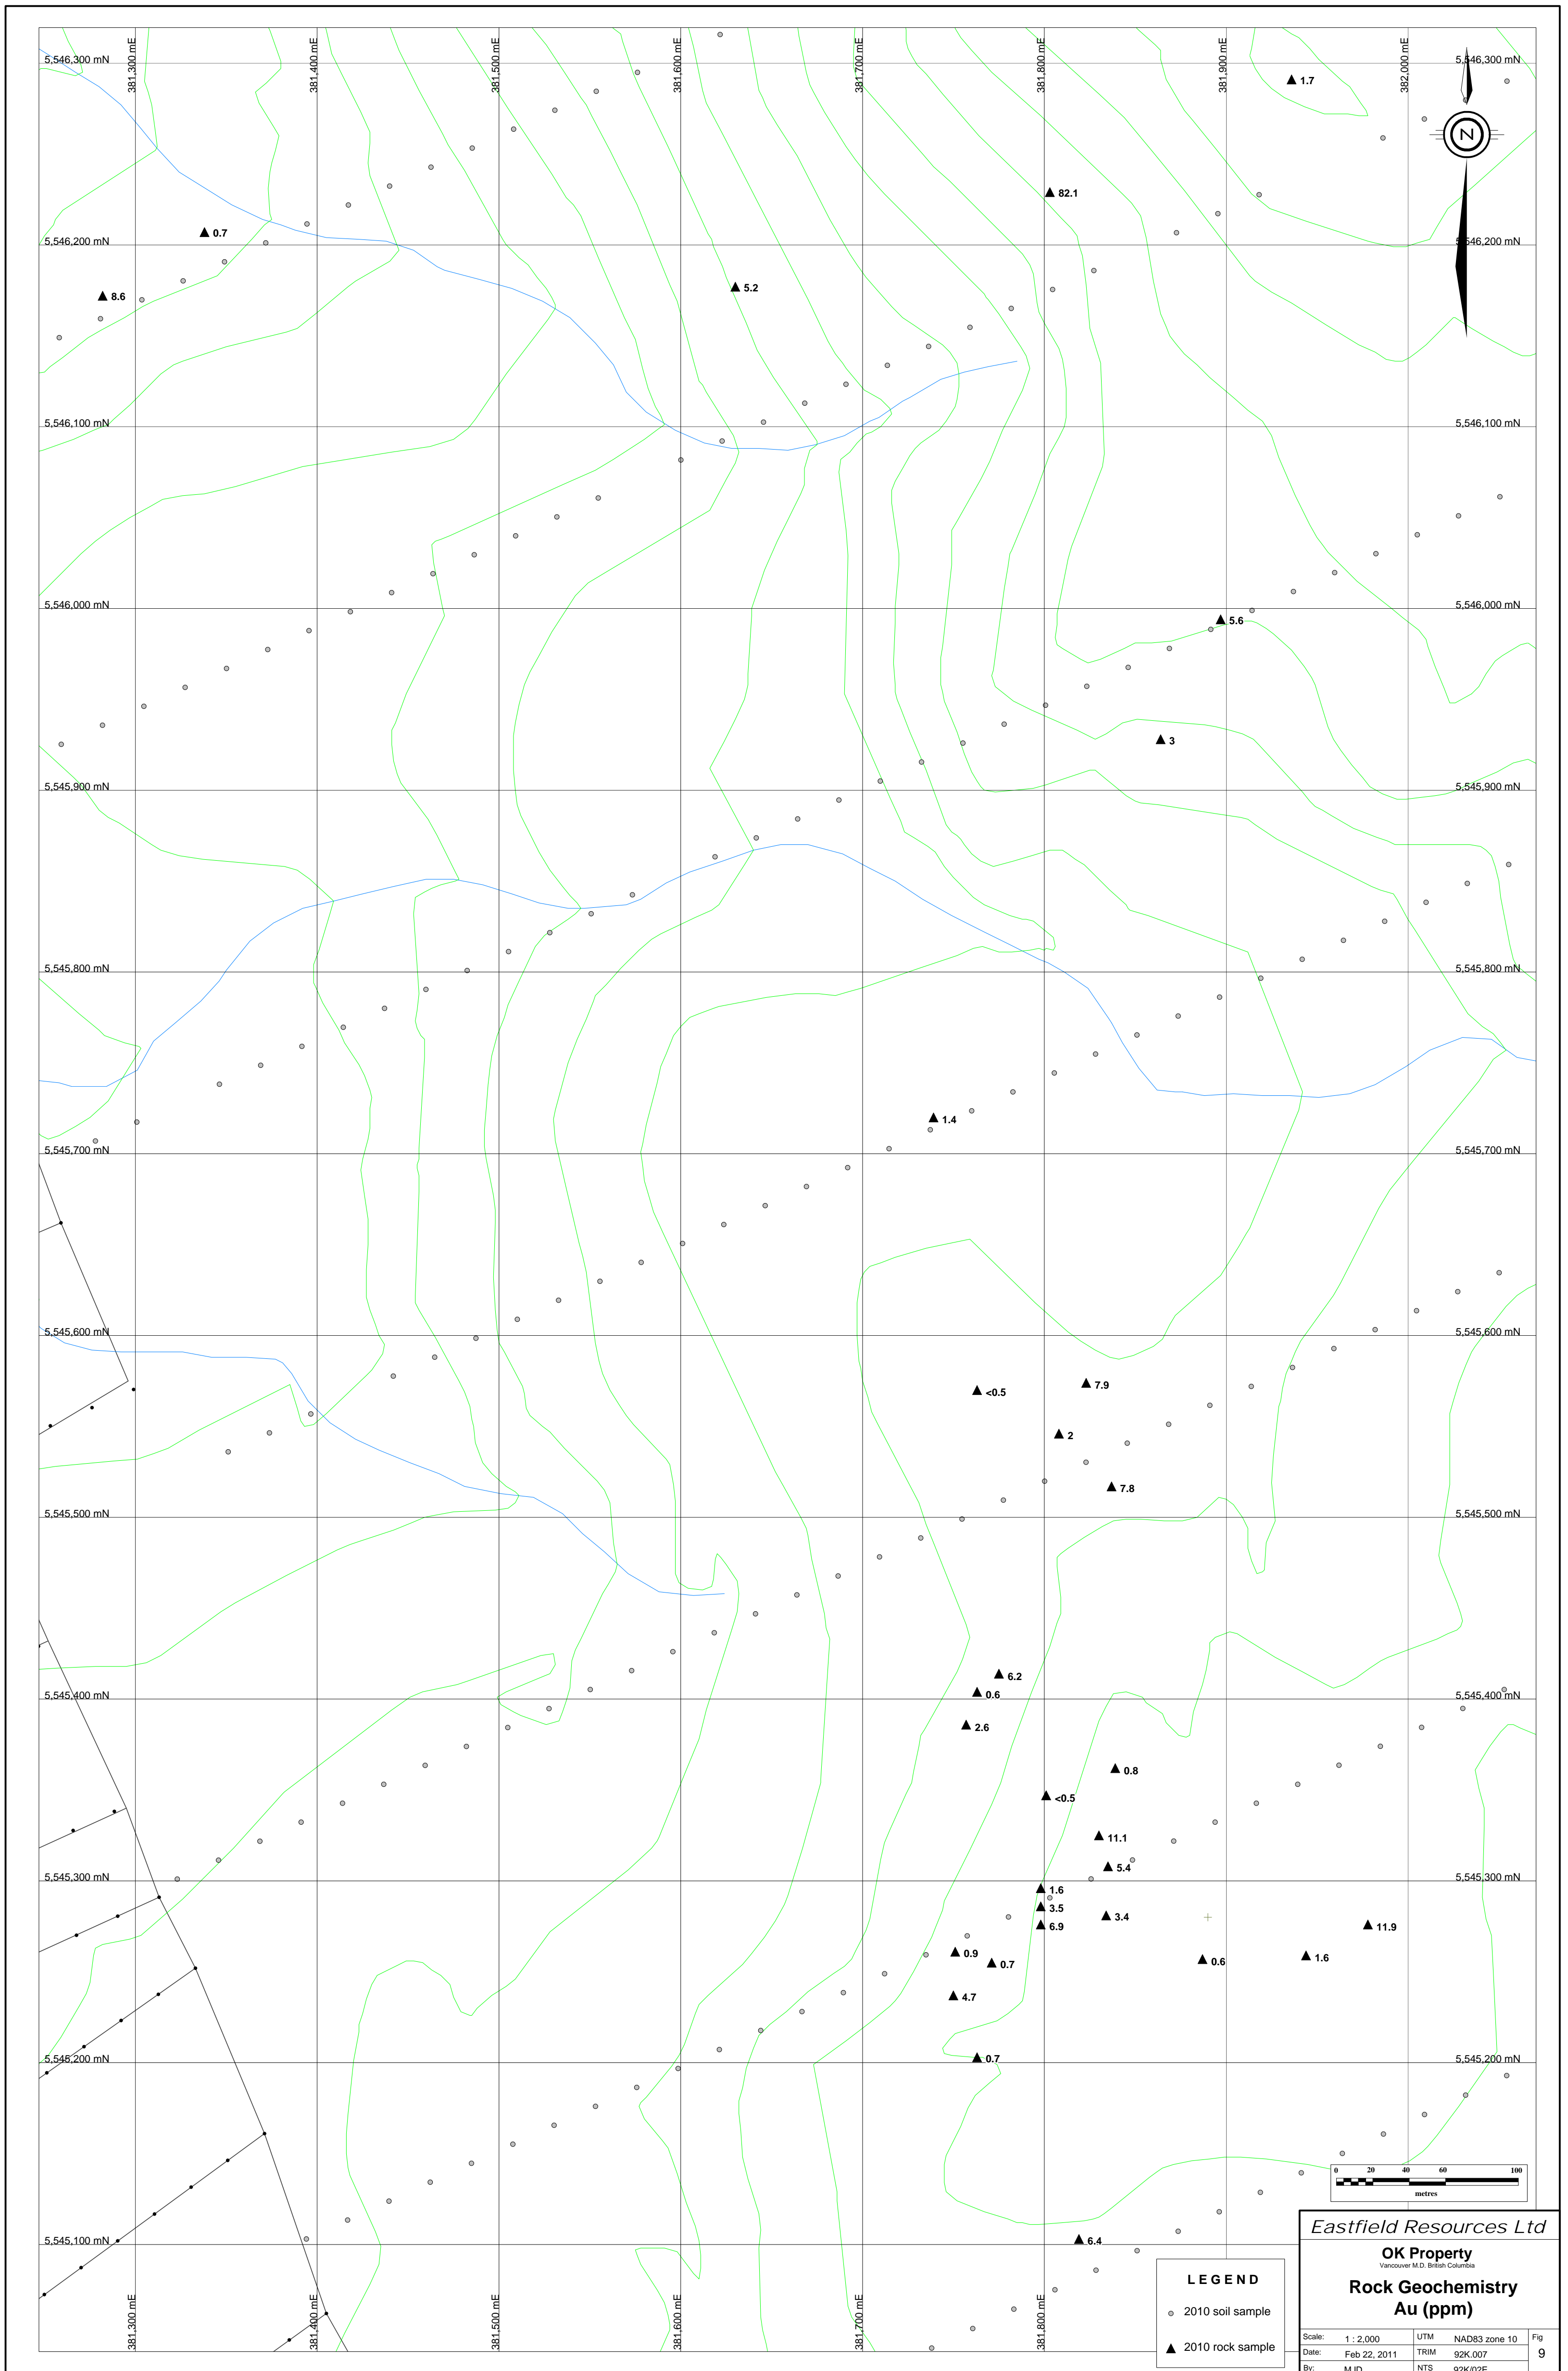 381,300 mE
381,400 mE
381,500 mE
381,600 mE
381,700 mE
381,800 mE
381,900 mE
382,000 mE
5,546,300 mN
5,546,300 mN
1.7
N
82.1
0.7
5,546,200 mN
5,546,200 mN
5.2
8.6
5,546,100 mN
5,546,100 mN
5,546,000 mN
5,546,000 mN
5.6
3
5,545,900 mN
5,545,900 mN
5,545,800 mN
5,545,800 mN
1.4
5,545,700 mN
5,545,700 mN
5,545,600 mN
5,545,600 mN
7.9
<0.5
2
7.8
5,545,500 mN
5,545,500 mN
6.2
0.6
5,545,400 mN
5,545,400 mN
2.6
0.8
<0.5
11.1
5.4
5,545,300 mN
5,545,300 mN
1.6
3.5
3.4
6.9
11.9
0.9
1.6
0.6
0.7
4.7
5,545,200 mN
5,545,200 mN
0.7
0 20 40 60 100
metres
5,545,100 mN
6.4
381,300 mE
381,400 mE
381,500 mE
381,600 mE
381,700 mE
381,800 mE
LEGEND
2010 soil sample
2010 rock sample
Eastfield Resources Ltd
OK Property
Vancouver M.D. British Columbia
Rock Geochemistry
Au (ppm)
Scale: 1 : 2,000 UTM NAD83 zone 10 Fig
Date: Feb 22, 2011 TRIM 92K.007 9
By: MJD NTS 92K/02E